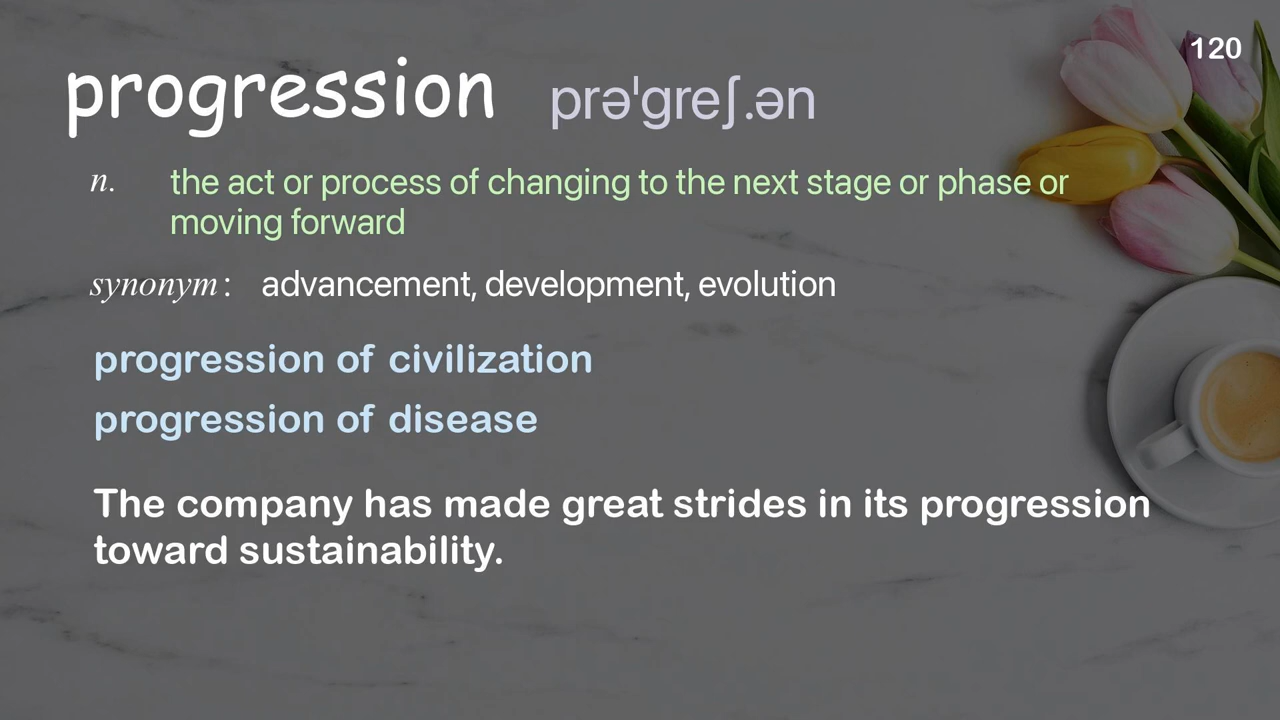 120
progression prə'greʃ.ən
n. the act or process of changing to the next stage or phase or
moving forward
synonym: advancement, development, evolution
progression of civilization
progression of disease
The company has made great strides in its progression
toward sustainability.